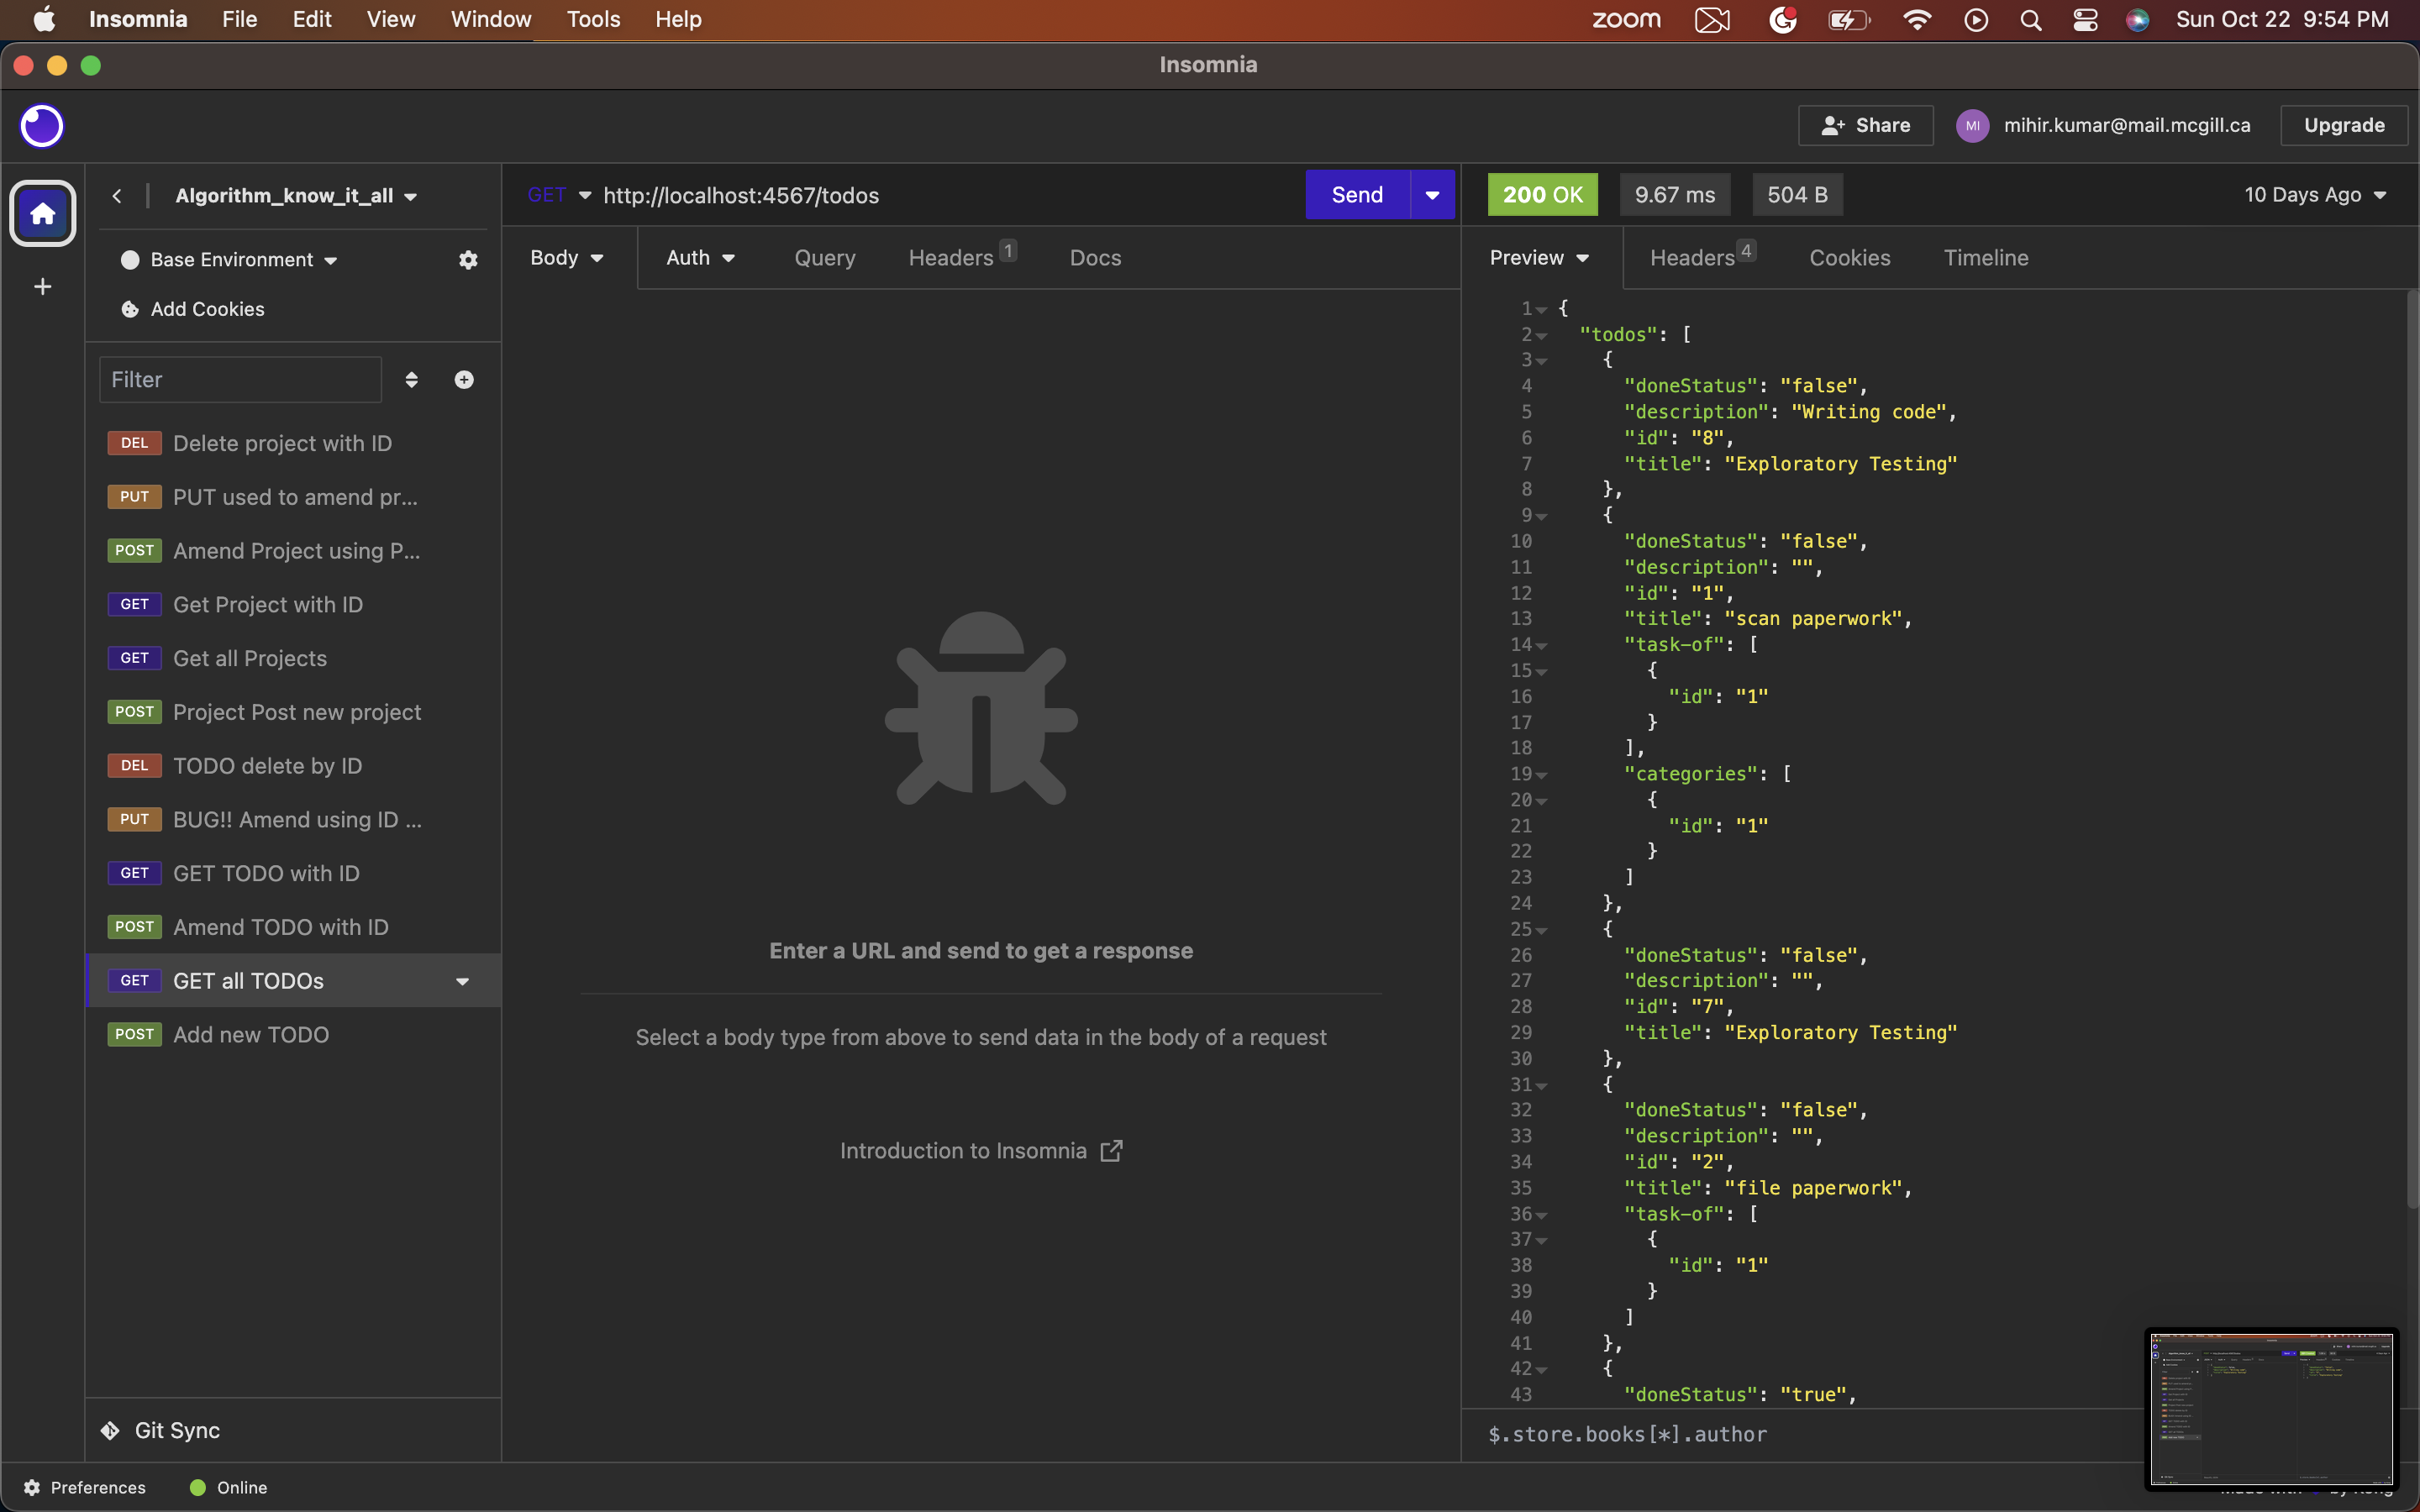 Insomnia File Edit View Window Tools Help zoom Sun Oct 22 9:54 PM
Insomnia
Share MI mihir.kumar@mail.mcgill.ca Upgrade
Algorithm_know_it_all
Base Environment
Add Cookies
Filter
DEL Delete project with ID
PUT PUT used to amend pr...
POST Amend Project using P...
GET Get Project with ID
GET Get all Projects
POST Project Post new project
DEL TODO delete by ID
PUT BUG!! Amend using ID ...
GET GET TODO with ID
POST Amend TODO with ID
GET GET all TODOs
POST Add new TODO
Git Sync
Preferences Online
GET http://localhost:4567/todos Send
Body Auth Query Headers 1 Docs
Enter a URL and send to get a response
Select a body type from above to send data in the body of a request
Introduction to Insomnia
200 OK 9.67 ms 504 B 10 Days Ago
Preview Headers 4 Cookies Timeline
1 {
2 "todos": [
3 {
4 "doneStatus": "false",
5 "description": "Writing code",
6 "id": "8",
7 "title": "Exploratory Testing"
8 },
9 {
10 "doneStatus": "false",
11 "description": "",
12 "id": "1",
13 "title": "scan paperwork",
14 "task-of": [
15 {
16 "id": "1"
17 }
18 ],
19 "categories": [
20 {
21 "id": "1"
22 }
23 ]
24 },
25 {
26 "doneStatus": "false",
27 "description": "",
28 "id": "7",
29 "title": "Exploratory Testing"
30 },
31 {
32 "doneStatus": "false",
33 "description": "",
34 "id": "2",
35 "title": "file paperwork",
36 "task-of": [
37 {
38 "id": "1"
39 }
40 ]
41 },
42 {
43 "doneStatus": "true",
$.store.books[*].author